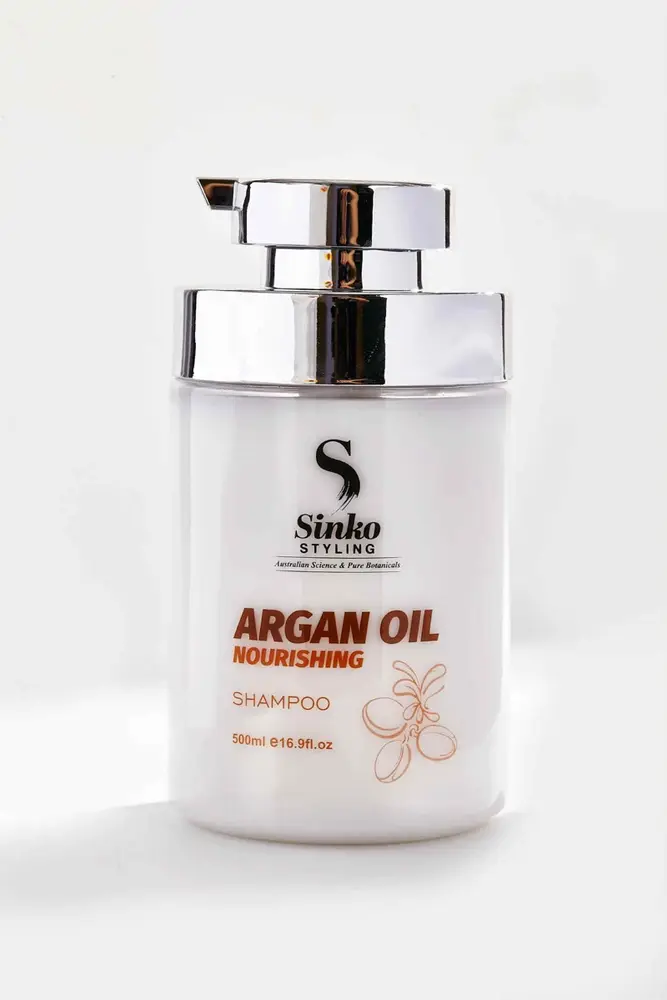 S
Sinko
STYLING
Australian Science & Pure Botanicals
ARGAN OIL
NOURISHING
SHAMPOO
500ml e16.9fl.oz